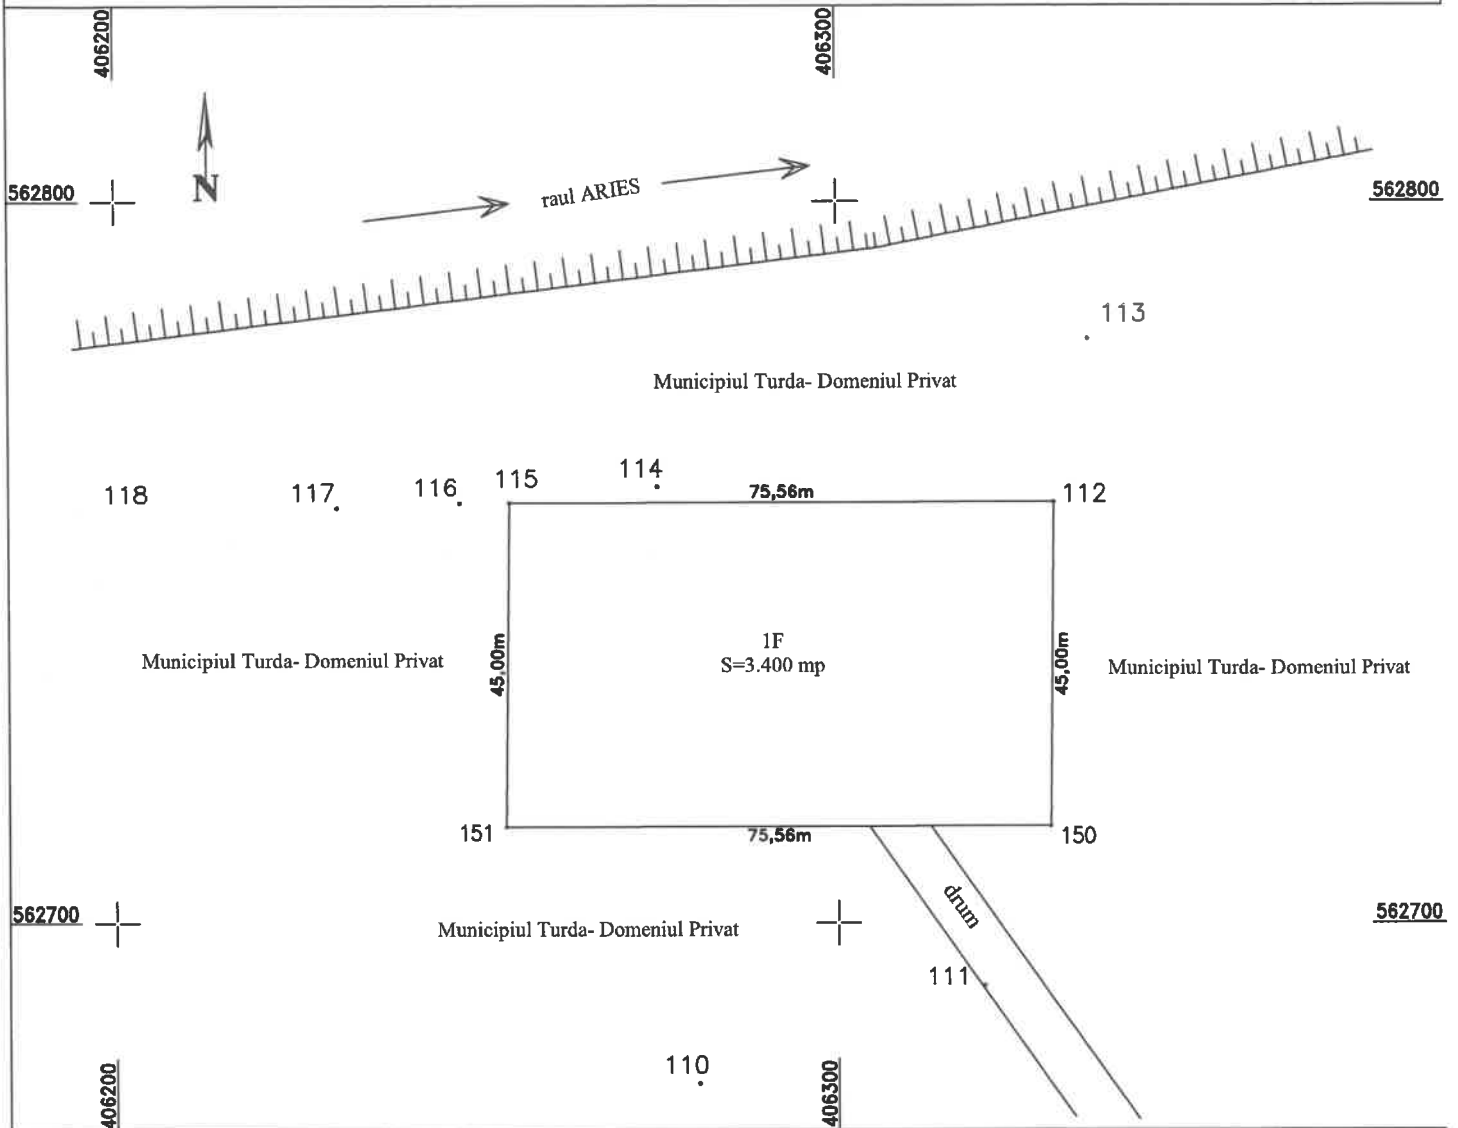 406200
406300
N
raul ARIES
562800
562800
113
Municipiul Turda- Domeniul Privat
118
117
116
115
114
75,56m
112
1F
S=3.400 mp
45,00m
45,00m
Municipiul Turda- Domeniul Privat
Municipiul Turda- Domeniul Privat
151
75,56m
150
drum
562700
562700
Municipiul Turda- Domeniul Privat
111
110
406200
406300